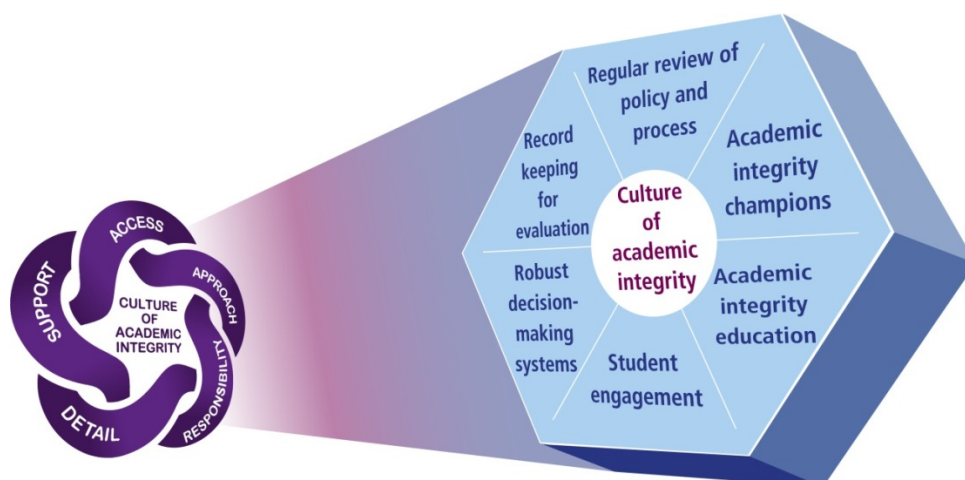 ACCESS
APPROACH
RESPONSIBILITY
DETAIL
SUPPORT
CULTURE
OF
ACADEMIC
INTEGRITY
Regular review of
policy and
process
Academic
integrity
champions
Academic
integrity
education
Student
engagement
Robust
decision-
making
systems
Record
keeping
for
evaluation
Culture
of
academic
integrity